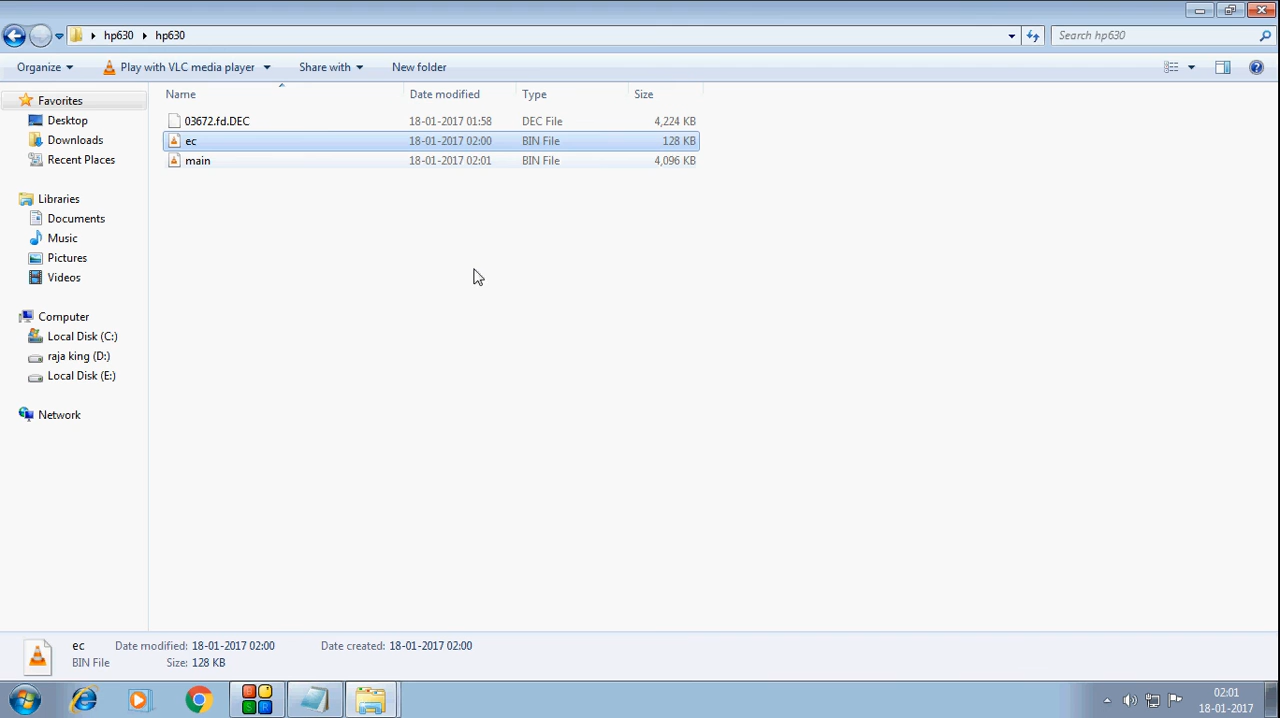 hp630 hp630 Search hp630
Organize Play with VLC media player Share with New folder
Name Date modified Type Size
Favorites
Desktop
Downloads
Recent Places
Libraries
Documents
Music
Pictures
Videos
Computer
Local Disk (C:)
raja king (D:)
Local Disk (E:)
Network
03672.fd.DEC 18-01-2017 01:58 DEC File 4,224 KB
ec 18-01-2017 02:00 BIN File 128 KB
main 18-01-2017 02:01 BIN File 4,096 KB
ec Date modified: 18-01-2017 02:00 Date created: 18-01-2017 02:00
BIN File Size: 128 KB
02:01
18-01-2017